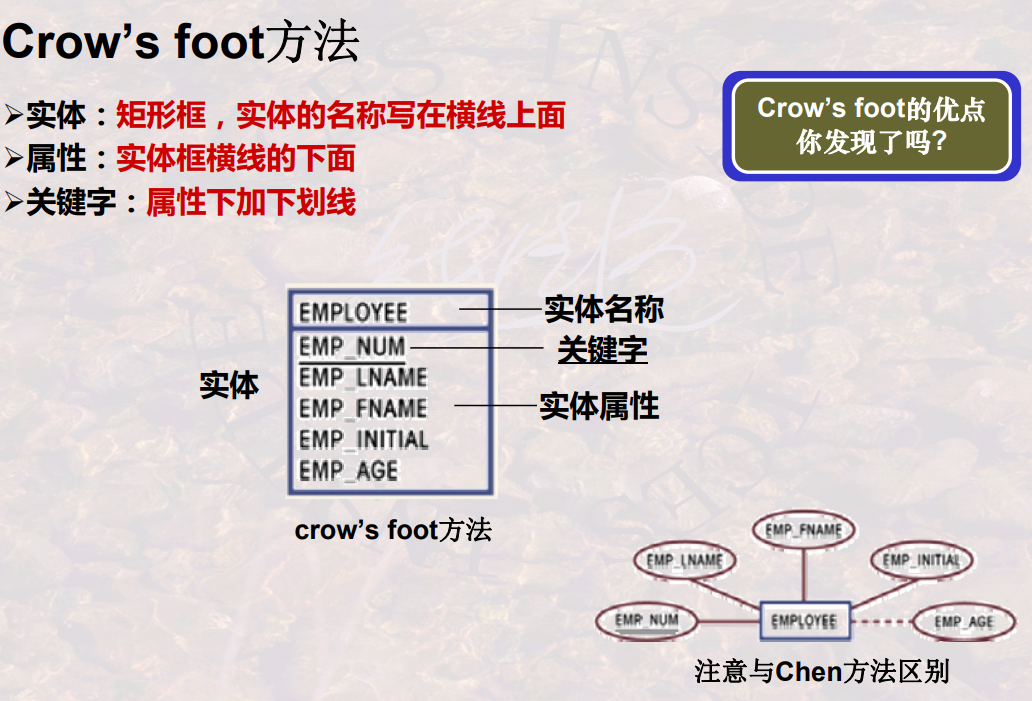 Crow’s foot方法
➢实体：矩形框，实体的名称写在横线上面
➢属性：实体框横线的下面
➢关键字：属性下加下划线
Crow’s foot的优点
你发现了吗?
EMPLOYEE
实体名称
EMP_NUM
关键字
EMP_LNAME
实体
EMP_FNAME
实体属性
EMP_INITIAL
EMP_AGE
crow’s foot方法
EMP_FNAME
EMP_LNAME
EMP_INITIAL
EMP_NUM
EMPLOYEE
EMP_AGE
注意与Chen方法区别